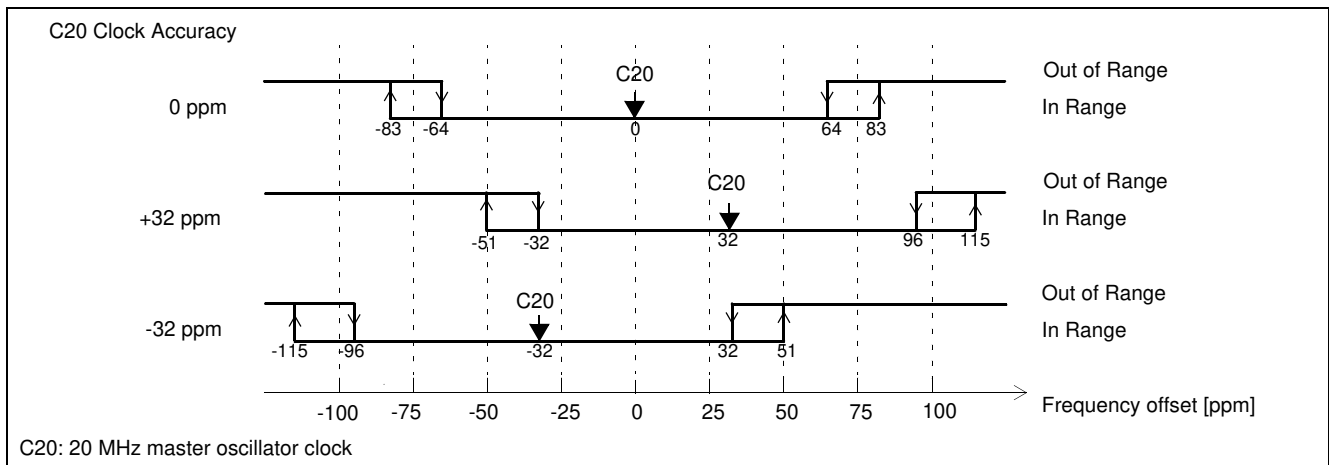 C20 Clock Accuracy
C20
Out of Range
0 ppm
In Range
-83 -64 0 64 83
C20
Out of Range
+32 ppm
In Range
-51 -32 32 96 115
C20
Out of Range
-32 ppm
In Range
-115 -96 -32 32 51
-100 -75 -50 -25 0 25 50 75 100 Frequency offset [ppm]
C20: 20 MHz master oscillator clock